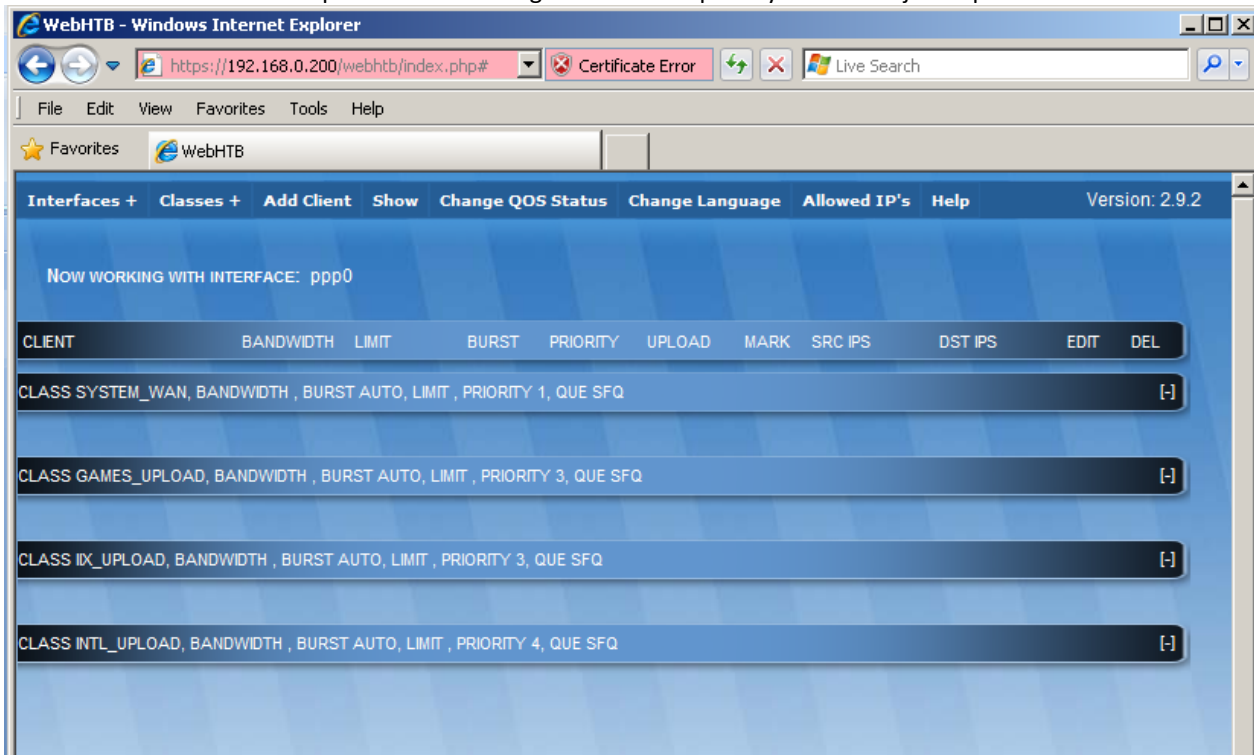 WebHTB - Windows Internet Explorer
https://192.168.0.200/webhtb/index.php# Certificate Error Live Search
File Edit View Favorites Tools Help
Favorites WebHTB
Interfaces + Classes + Add Client Show Change QOS Status Change Language Allowed IP's Help Version: 2.9.2
NOW WORKING WITH INTERFACE: ppp0
CLIENT BANDWIDTH LIMIT BURST PRIORITY UPLOAD MARK SRC IPS DST IPS EDIT DEL
CLASS SYSTEM_WAN, BANDWIDTH , BURST AUTO, LIMIT , PRIORITY 1, QUE SFQ [-]
CLASS GAMES_UPLOAD, BANDWIDTH , BURST AUTO, LIMIT , PRIORITY 3, QUE SFQ [-]
CLASS IIX_UPLOAD, BANDWIDTH , BURST AUTO, LIMIT , PRIORITY 3, QUE SFQ [-]
CLASS INTL_UPLOAD, BANDWIDTH , BURST AUTO, LIMIT , PRIORITY 4, QUE SFQ [-]